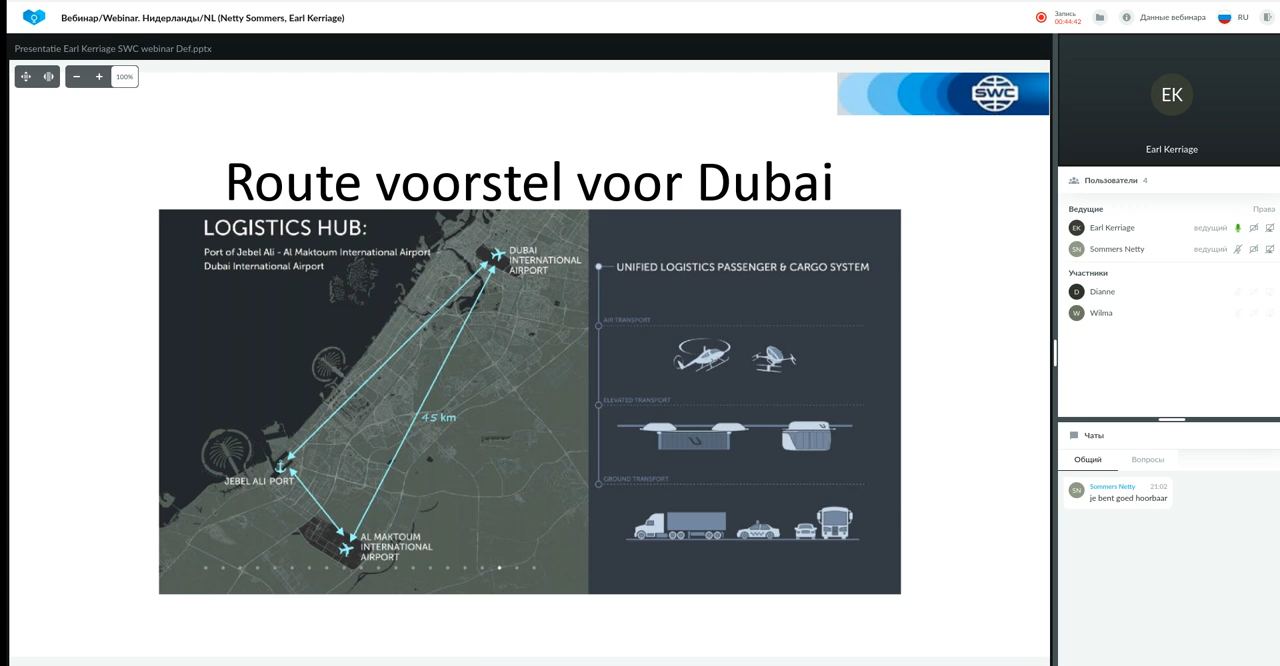 Вебинар/Webinar. Нидерланды/NL (Netty Sommers, Earl Kerriage)
Запись
00:44:42
Данные вебинара
RU
Presentatie Earl Kerriage SWC webinar Def.pptx
100%
SWC
Route voorstel voor Dubai
LOGISTICS HUB:
Port of Jebel Ali - Al Maktoum International Airport
Dubai International Airport
DUBAI
INTERNATIONAL
AIRPORT
45 km
JEBEL ALI PORT
AL MAKTOUM
INTERNATIONAL
AIRPORT
UNIFIED LOGISTICS PASSENGER & CARGO SYSTEM
AIR TRANSPORT
ELEVATED TRANSPORT
GROUND TRANSPORT
EK
Earl Kerriage
Пользователи 4
Ведущие Права
EK Earl Kerriage ведущий
SN Sommers Netty ведущий
Участники
D Dianne
W Wilma
Чаты
Общий Вопросы
SN Sommers Netty 21:02
je bent goed hoorbaar